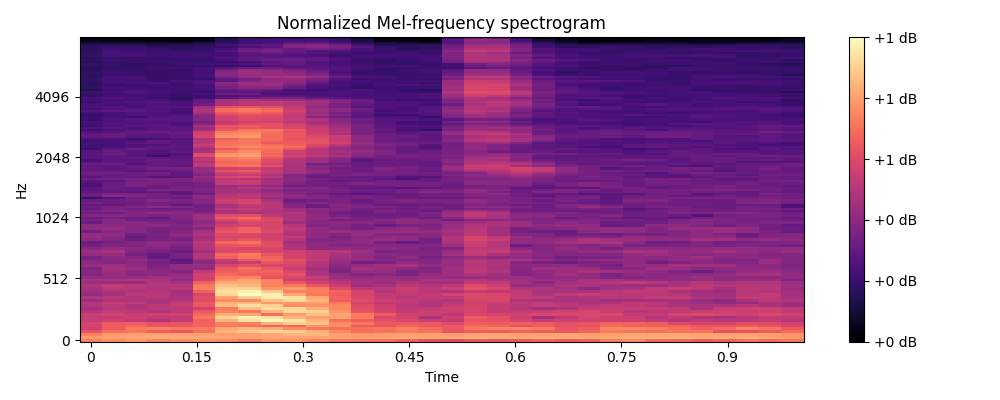 Normalized Mel-frequency spectrogram
Hz
4096
2048
1024
512
0
0 0.15 0.3 0.45 0.6 0.75 0.9
Time
+1 dB
+1 dB
+1 dB
+0 dB
+0 dB
+0 dB